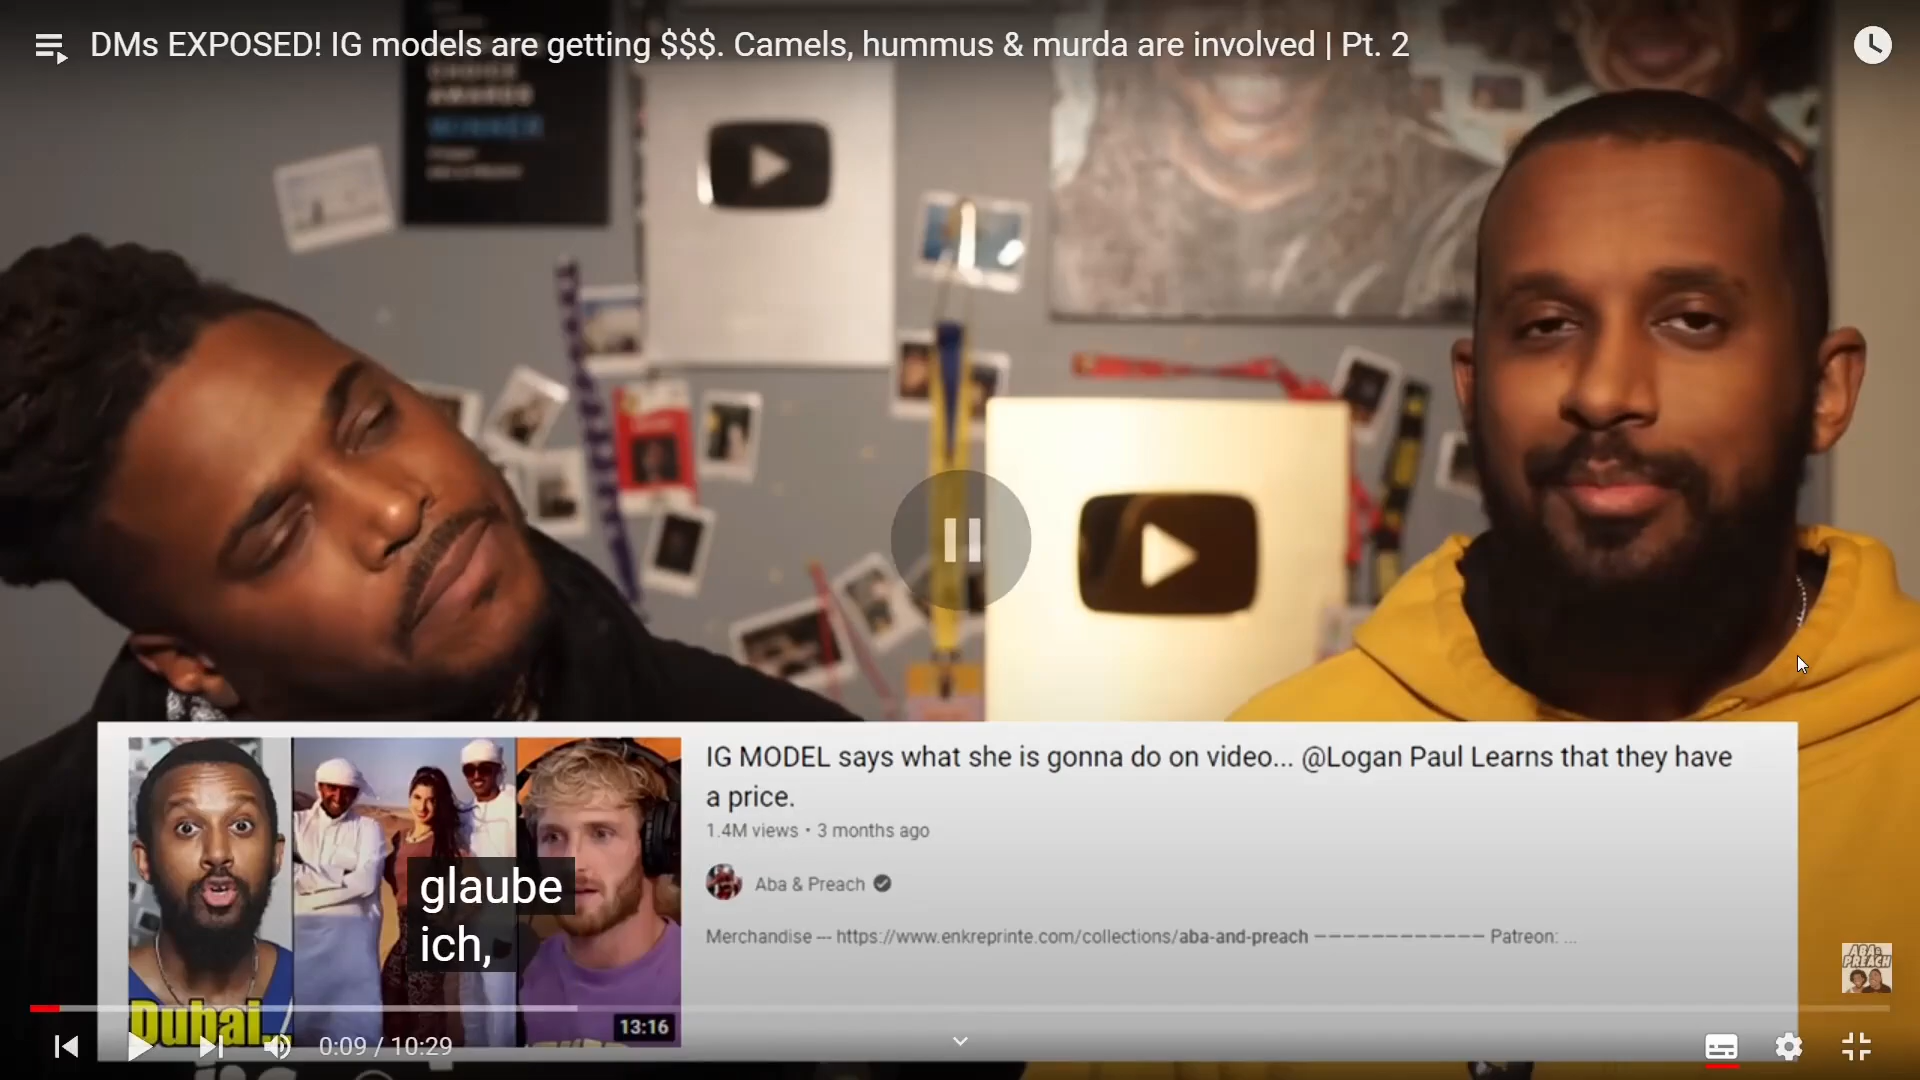 DMs EXPOSED! IG models are getting $$$. Camels, hummus & murda are involved | Pt. 2
CHOICE
AWARDS
WINNER
IG MODEL says what she is gonna do on video... @Logan Paul Learns that they have
a price.
1.4M views • 3 months ago
Aba & Preach
Merchandise --- https://www.enkreprinte.com/collections/aba-and-preach ------------- Patreon: ...
glaube
ich,
Dubai...
13:16
ABA &
PREACH
0:09 / 10:29